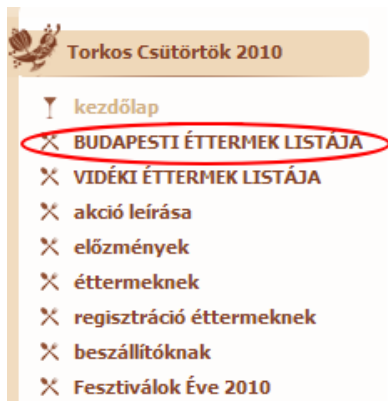 Torkos Csütörtök 2010
kezdőlap
BUDAPESTI ÉTTERMEK LISTÁJA
VIDÉKI ÉTTERMEK LISTÁJA
akció leírása
előzmények
éttermeknek
regisztráció éttermeknek
beszállítóknak
Fesztiválok Éve 2010